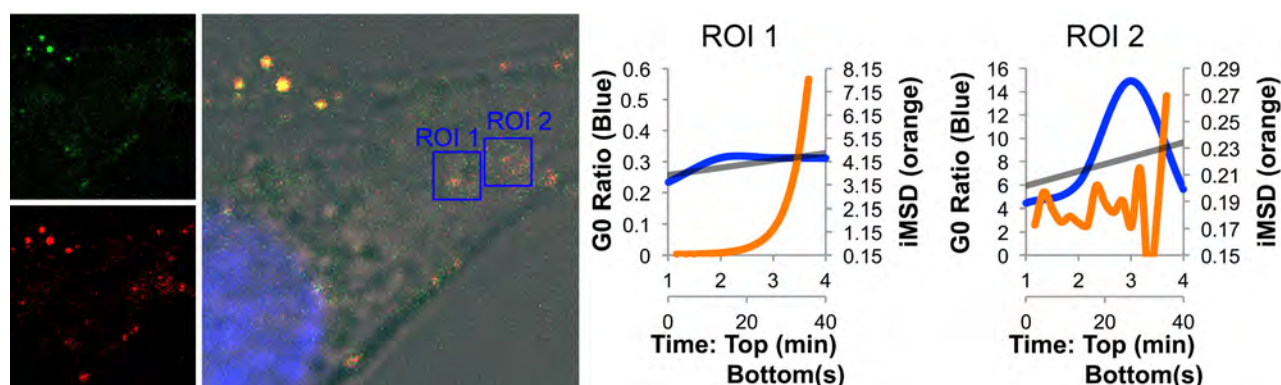 ROI 1
ROI 2
ROI 1
G0 Ratio (Blue)
0.6
0.5
0.4
0.3
0.2
0.1
0
8.15
7.15
6.15
5.15
4.15
3.15
2.15
1.15
0.15
iMSD (orange)
1 2 3 4
0 20 40
Time: Top (min)
Bottom(s)
ROI 2
G0 Ratio (Blue)
16
14
12
10
8
6
4
2
0
0.29
0.27
0.25
0.23
0.21
0.19
0.17
0.15
iMSD (orange)
1 2 3 4
0 20 40
Time: Top (min)
Bottom(s)